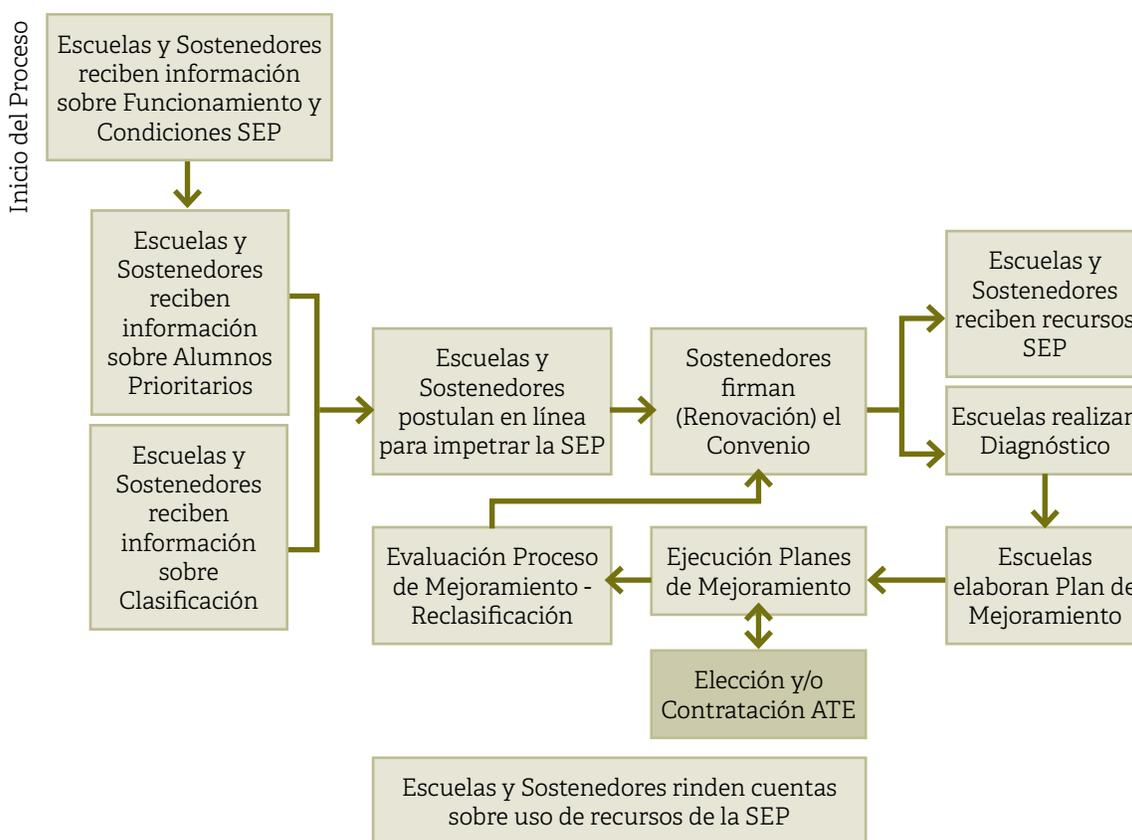 Inicio del Proceso
Escuelas y Sostenedores
reciben información
sobre Funcionamiento y
Condiciones SEP
Escuelas y
Sostenedores
reciben
información
sobre Alumnos
Prioritarios
Escuelas y
Sostenedores
reciben
información
sobre
Clasificación
Escuelas y
Sostenedores
postulan en línea
para impetrar la SEP
Sostenedores
firman
(Renovación) el
Convenio
Escuelas y
Sostenedores
reciben recursos
SEP
Escuelas realizan
Diagnóstico
Escuelas
elaboran Plan de
Mejoramiento
Ejecución Planes
de Mejoramiento
Evaluación Proceso
de Mejoramiento -
Reclasificación
Elección y/o
Contratación ATE
Escuelas y Sostenedores rinden cuentas
sobre uso de recursos de la SEP